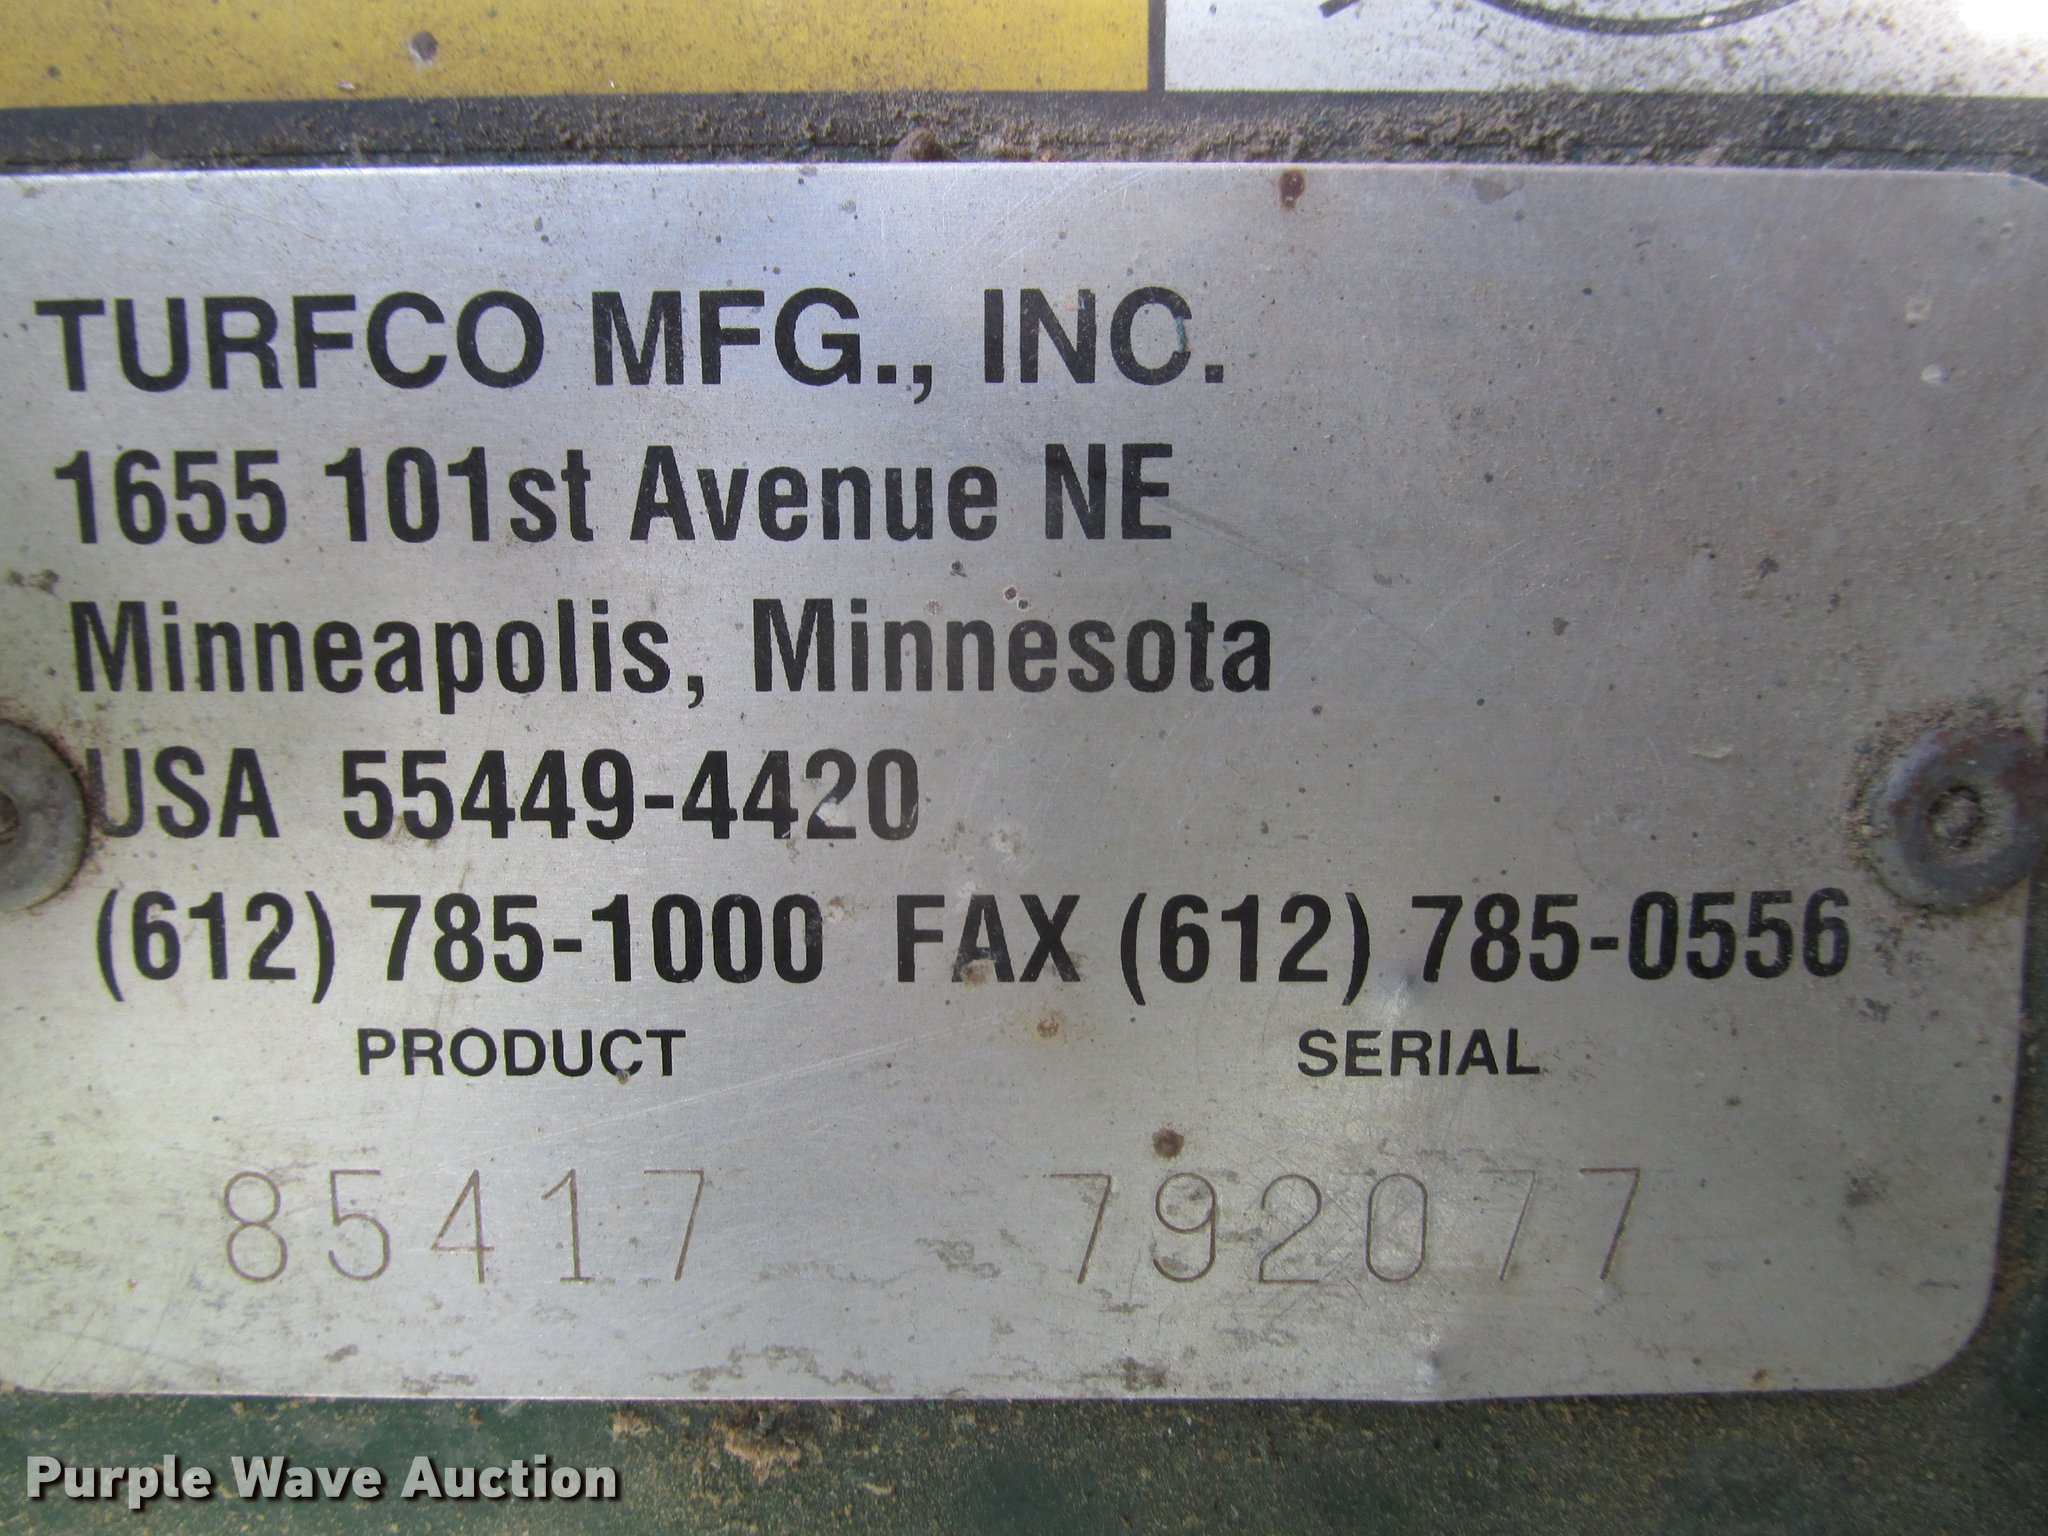 TURFCO MFG., INC.
1655 101st Avenue NE
Minneapolis, Minnesota
USA 55449-4420
(612) 785-1000 FAX (612) 785-0556
PRODUCT SERIAL
85417 792077
Purple Wave Auction